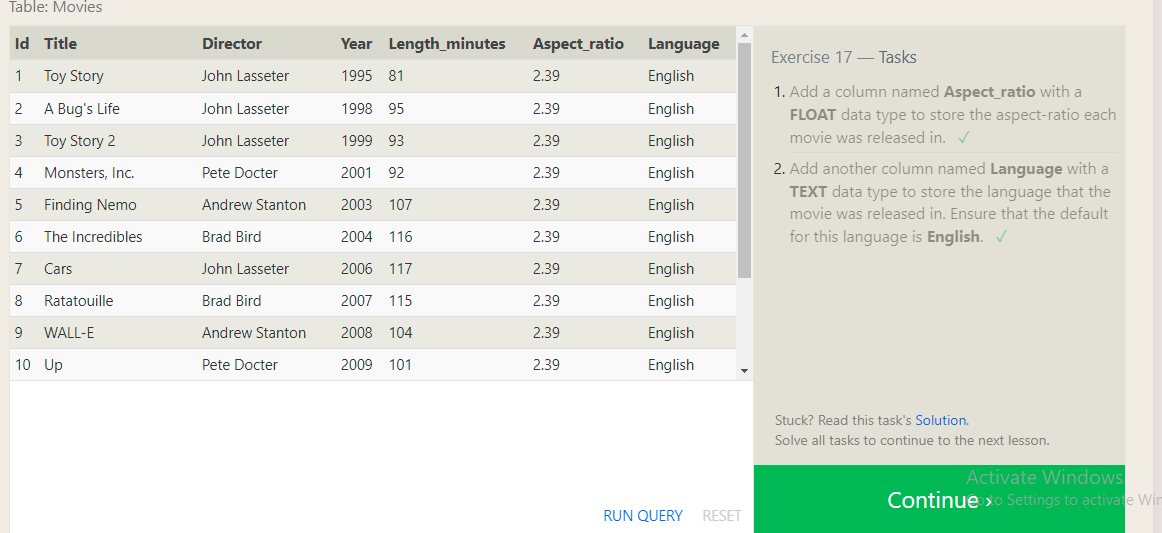 Table: Movies
Id Title Director Year Length_minutes Aspect_ratio Language
1 Toy Story John Lasseter 1995 81 2.39 English
2 A Bug's Life John Lasseter 1998 95 2.39 English
3 Toy Story 2 John Lasseter 1999 93 2.39 English
4 Monsters, Inc. Pete Docter 2001 92 2.39 English
5 Finding Nemo Andrew Stanton 2003 107 2.39 English
6 The Incredibles Brad Bird 2004 116 2.39 English
7 Cars John Lasseter 2006 117 2.39 English
8 Ratatouille Brad Bird 2007 115 2.39 English
9 WALL-E Andrew Stanton 2008 104 2.39 English
10 Up Pete Docter 2009 101 2.39 English
RUN QUERY RESET
Exercise 17 — Tasks
1. Add a column named Aspect_ratio with a
FLOAT data type to store the aspect-ratio each
movie was released in. ✓
2. Add another column named Language with a
TEXT data type to store the language that the
movie was released in. Ensure that the default
for this language is English. ✓
Stuck? Read this task's Solution.
Solve all tasks to continue to the next lesson.
Continue ›
Activate Windows
Go to Settings to activate Win